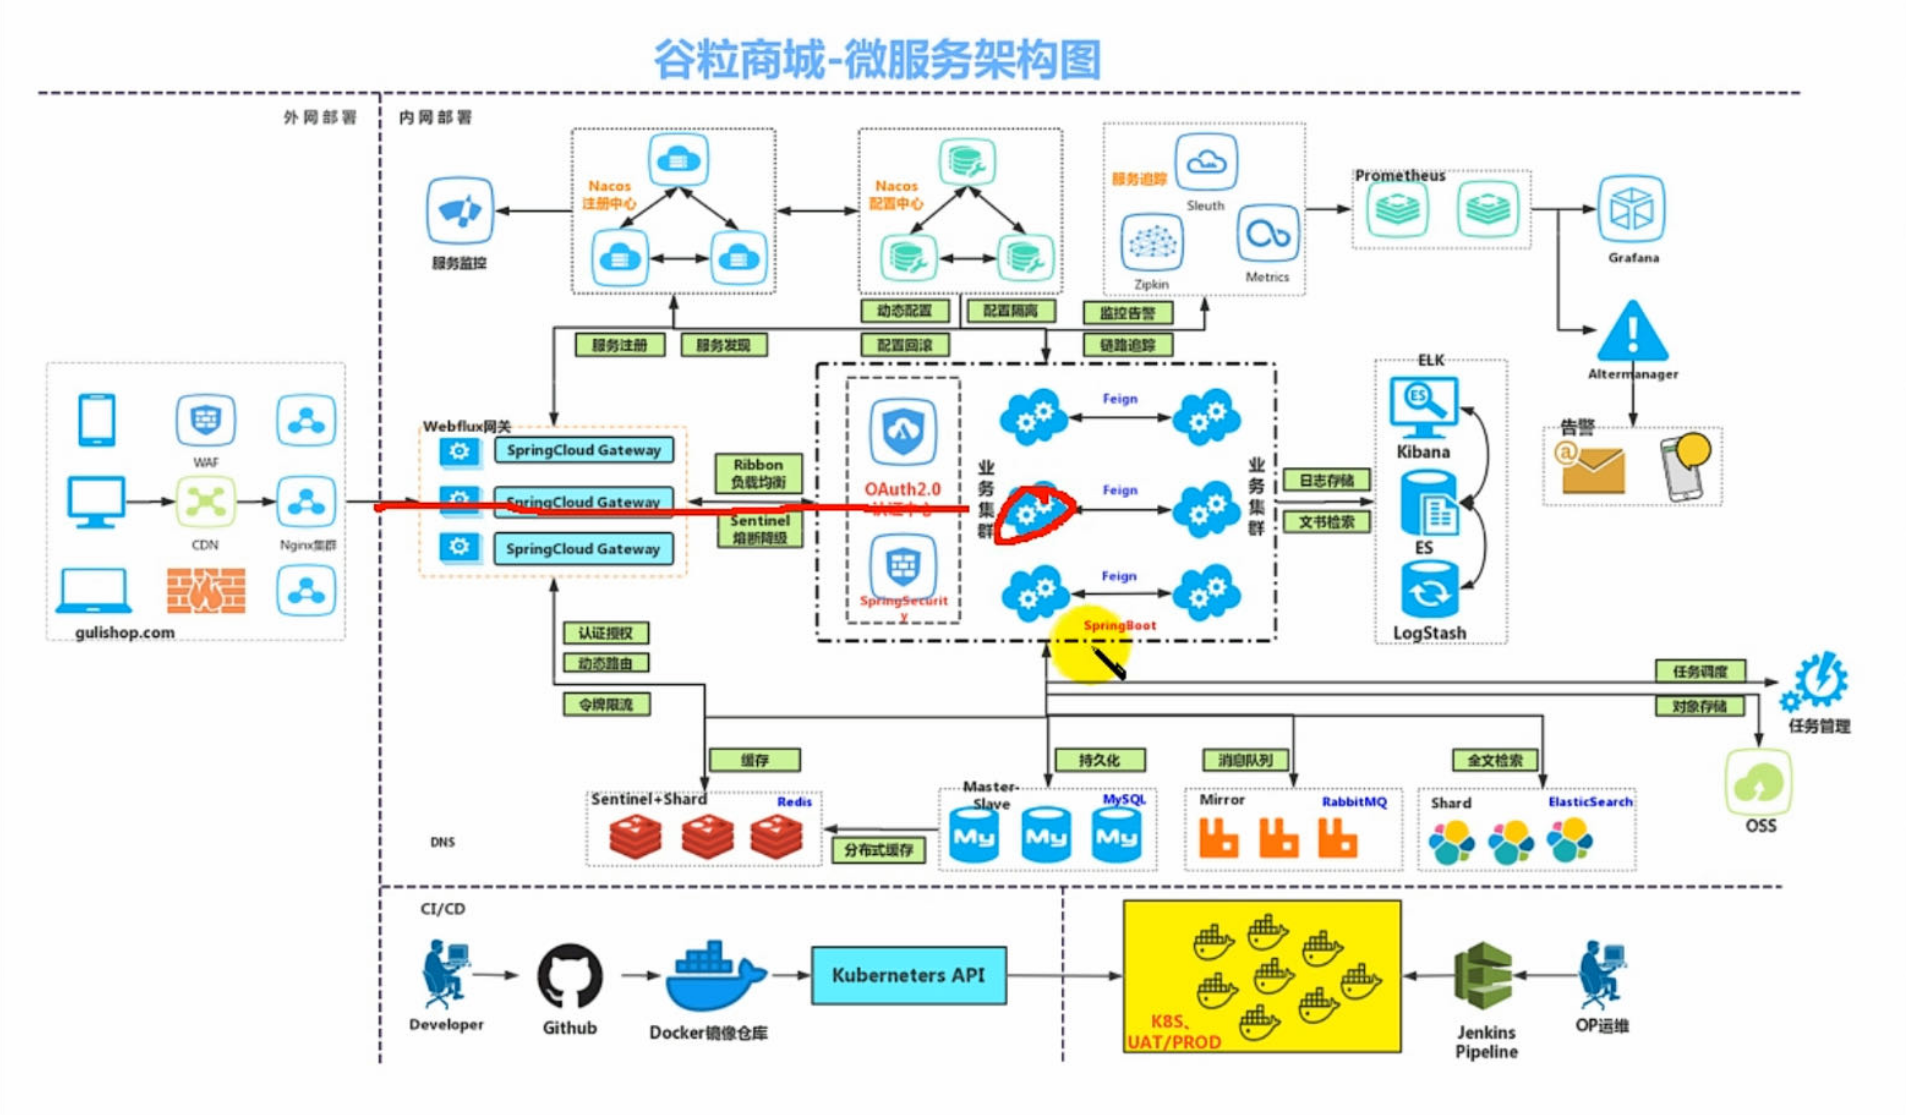 谷粒商城-微服务架构图
外网部署
内网部署
Nacos
注册中心
服务监控
Nacos
配置中心
服务追踪
Sleuth
Zipkin
Metrics
Prometheus
Grafana
动态配置
配置隔离
监控告警
服务注册
服务发现
配置回滚
链路追踪
Altermanager
告警
@
WAF
CDN
Nginx集群
gulishop.com
Webflux网关
SpringCloud Gateway
SpringCloud Gateway
SpringCloud Gateway
Ribbon
负载均衡
Sentinel
熔断降级
OAuth2.0
认证中心
SpringSecurit
y
业务集群
Feign
Feign
Feign
SpringBoot
业务集群
日志存储
文书检索
ELK
ES
Kibana
ES
LogStash
认证授权
动态路由
令牌限流
任务调度
对象存储
任务管理
OSS
缓存
持久化
消息队列
全文检索
Sentinel+Shard
Redis
分布式缓存
Master-
Slave
MySQL
My
My
My
Mirror
RabbitMQ
Shard
ElasticSearch
DNS
CI/CD
Developer
Github
Docker镜像仓库
Kuberneters API
K8S、
UAT/PROD
Jenkins
Pipeline
OP运维